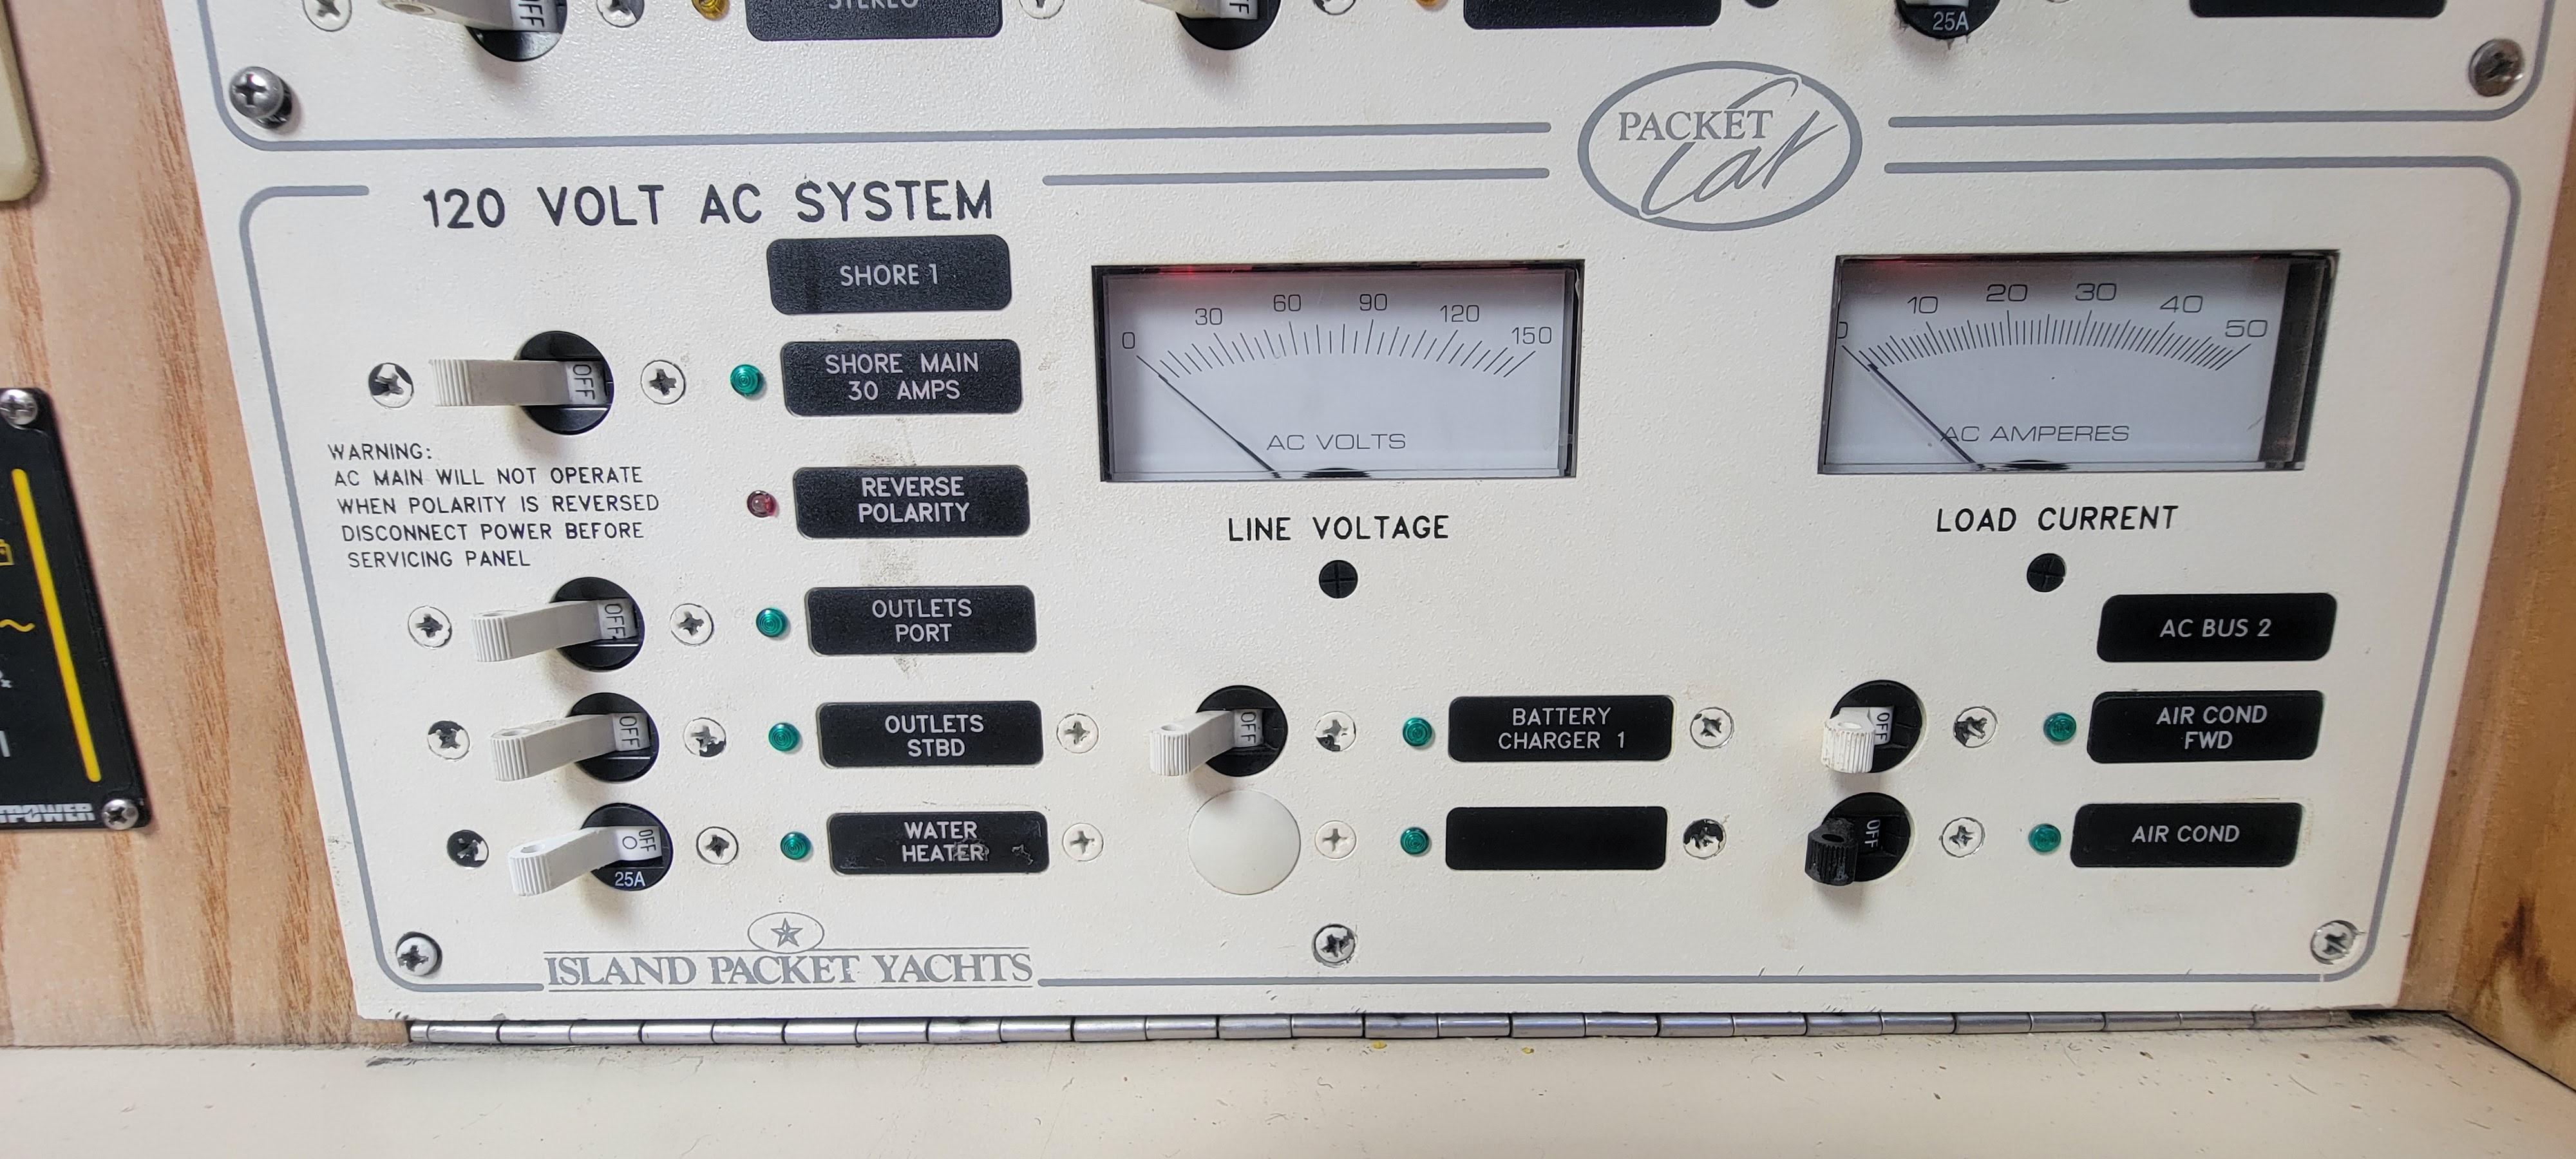 OFF
STEREO
25A
PACKET
Cat
120 VOLT AC SYSTEM
SHORE 1
OFF
SHORE MAIN
30 AMPS
0 30 60 90 120 150
AC VOLTS
LINE VOLTAGE
10 20 30 40 50
AC AMPERES
LOAD CURRENT
WARNING:
AC MAIN WILL NOT OPERATE
WHEN POLARITY IS REVERSED
DISCONNECT POWER BEFORE
SERVICING PANEL
REVERSE
POLARITY
OFF
OUTLETS
PORT
AC BUS 2
OFF
OUTLETS
STBD
OFF
BATTERY
CHARGER 1
OFF
AIR COND
FWD
OFF
25A
WATER
HEATER
OFF
AIR COND
ISLAND PACKET YACHTS